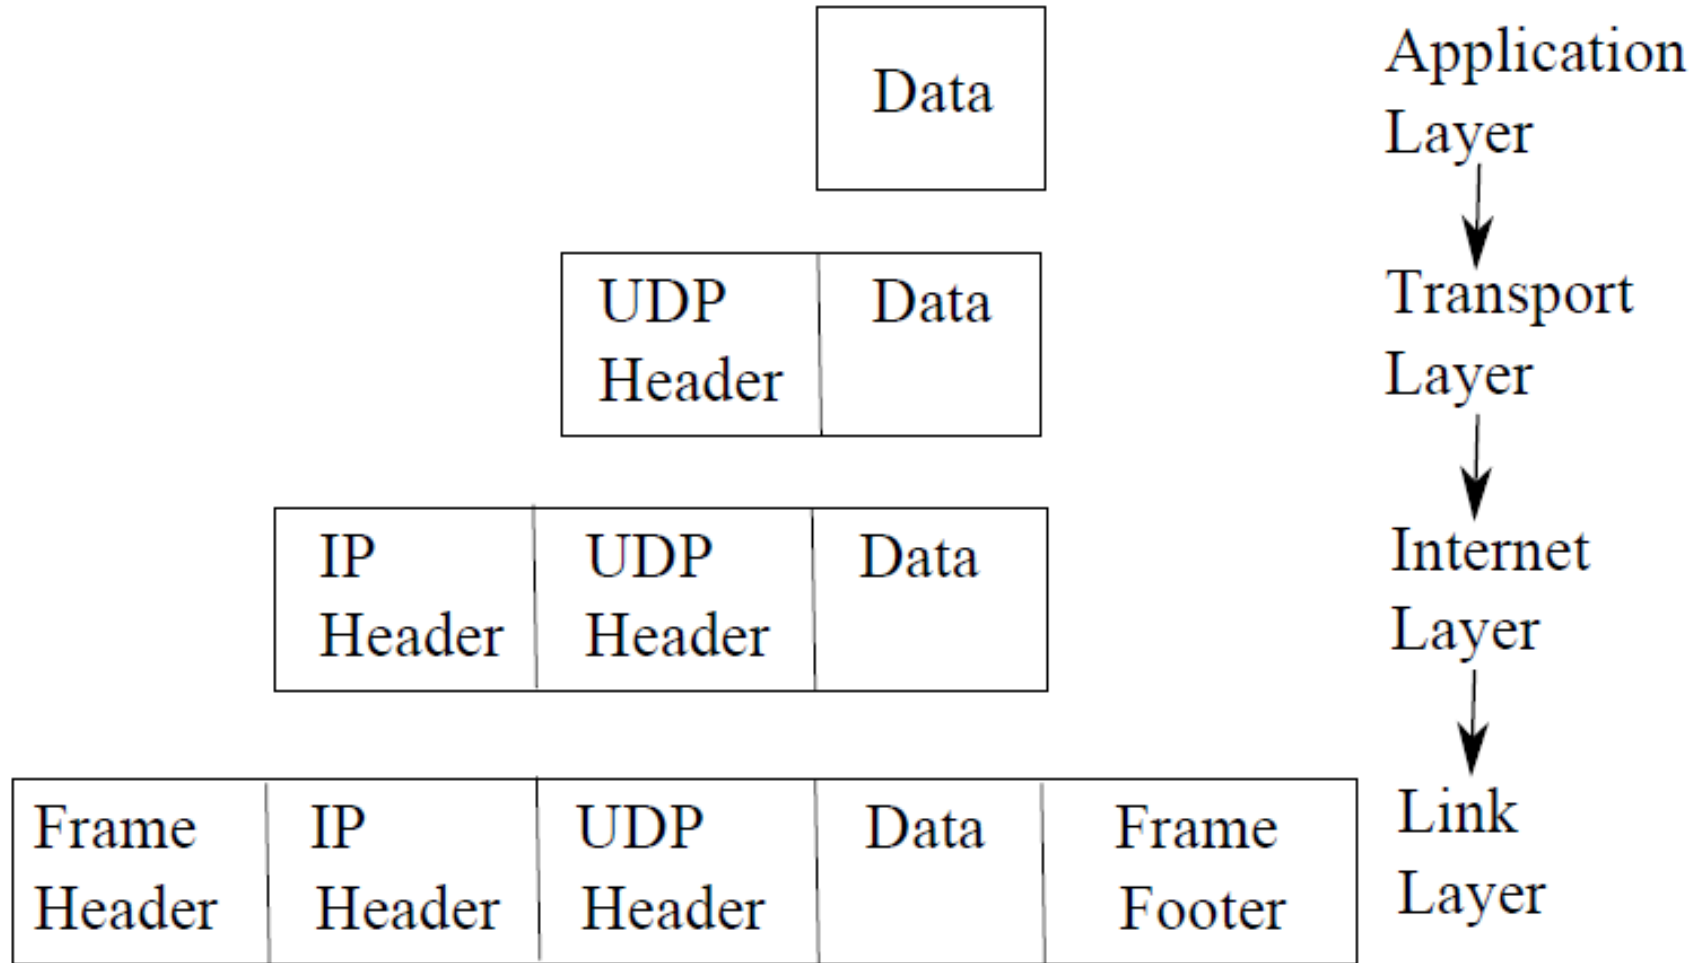 Data
Application
Layer
UDP Data
Header
Transport
Layer
IP UDP Data
Header Header
Internet
Layer
Frame IP UDP Data Frame
Header Header Header Footer
Link
Layer